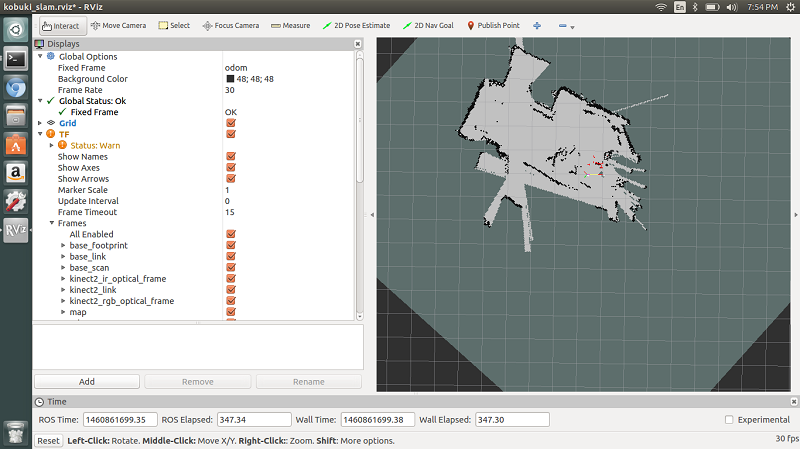 kobuki_slam.rviz* - RViz
En
7:54 PM
Interact Move Camera Select Focus Camera Measure 2D Pose Estimate 2D Nav Goal Publish Point
Displays
Global Options
Fixed Frame odom
Background Color 48; 48; 48
Frame Rate 30
Global Status: Ok
Fixed Frame OK
Grid
TF
Status: Warn
Show Names
Show Axes
Show Arrows
Marker Scale 1
Update Interval 0
Frame Timeout 15
Frames
All Enabled
base_footprint
base_link
base_scan
kinect2_ir_optical_frame
kinect2_link
kinect2_rgb_optical_frame
map
Add Remove Rename
Time
ROS Time: 1460861699.35 ROS Elapsed: 347.34 Wall Time: 1460861699.38 Wall Elapsed: 347.30 Experimental
Reset Left-Click: Rotate. Middle-Click: Move X/Y. Right-Click:: Zoom. Shift: More options. 30 fps
RViz